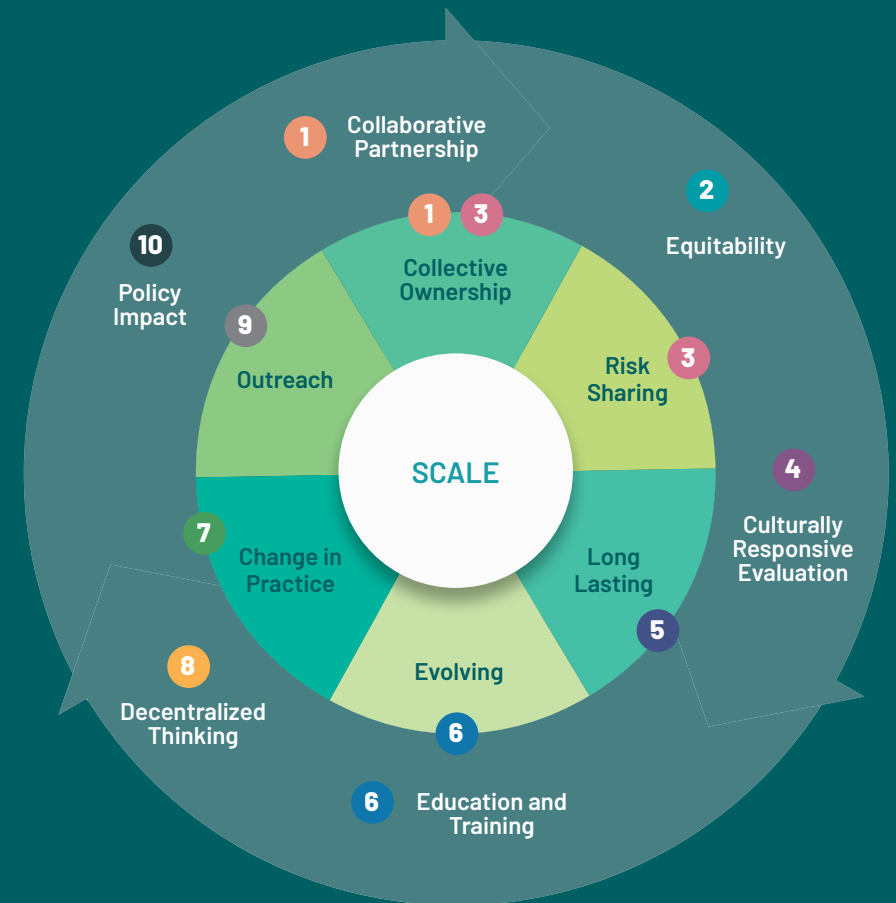 1
Collaborative
Partnership
2
Equitability
1
3
Collective
Ownership
10
Policy
Impact
9
Outreach
3
Risk
Sharing
SCALE
4
Culturally
Responsive
Evaluation
7
Change in
Practice
Long
Lasting
5
8
Decentralized
Thinking
Evolving
6
6
Education and
Training